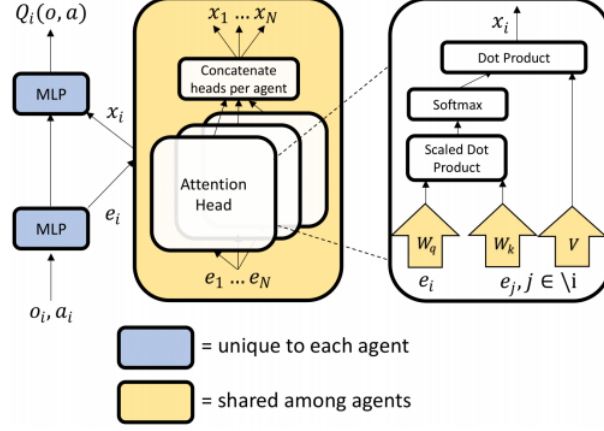 Q_i(o, a)
MLP
x_i
MLP
e_i
o_i, a_i
x_1 ... x_N
Concatenate
heads per agent
Attention
Head
e_1 ... e_N
x_i
Dot Product
Softmax
Scaled Dot
Product
W_q
W_k
V
e_i
e_j, j ∈ \i
= unique to each agent
= shared among agents